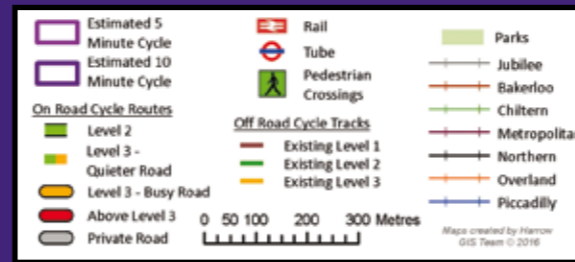 Estimated 5
Minute Cycle
Estimated 10
Minute Cycle
On Road Cycle Routes
Level 2
Level 3 -
Quieter Road
Level 3 - Busy Road
Above Level 3
Private Road
Rail
Tube
Pedestrian
Crossings
Off Road Cycle Tracks
Existing Level 1
Existing Level 2
Existing Level 3
0 50 100 200 300 Metres
Parks
Jubilee
Bakerloo
Chiltern
Metropolitan
Northern
Overland
Piccadilly
Maps created by Harrow
GIS Team © 2016